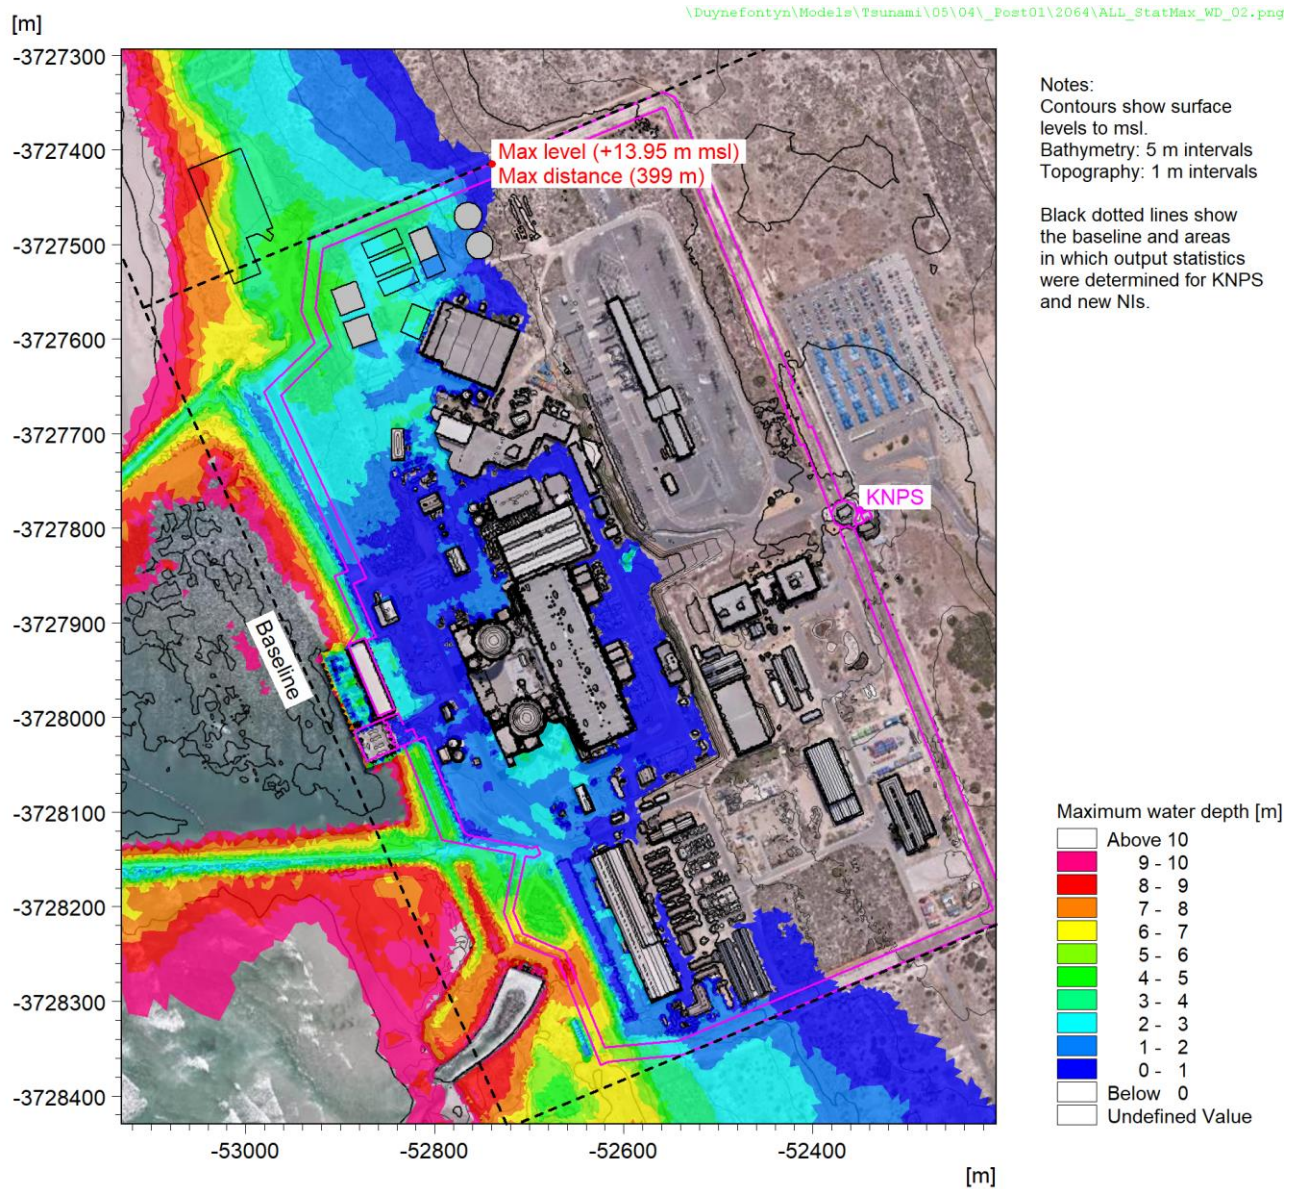 \Duynefontyn\Models\Tsunami\05\04\_Post01\2064\ALL_StatMax_WD_02.png
[m]
-3727300
-3727400
-3727500
-3727600
-3727700
-3727800
-3727900
-3728000
-3728100
-3728200
-3728300
-3728400
Max level (+13.95 m msl)
Max distance (399 m)
KNPS
Baseline
-53000
-52800
-52600
-52400
[m]
Notes:
Contours show surface
levels to msl.
Bathymetry: 5 m intervals
Topography: 1 m intervals
Black dotted lines show
the baseline and areas
in which output statistics
were determined for KNPS
and new NIs.
Maximum water depth [m]
Above 10
9 - 10
8 - 9
7 - 8
6 - 7
5 - 6
4 - 5
3 - 4
2 - 3
1 - 2
0 - 1
Below 0
Undefined Value